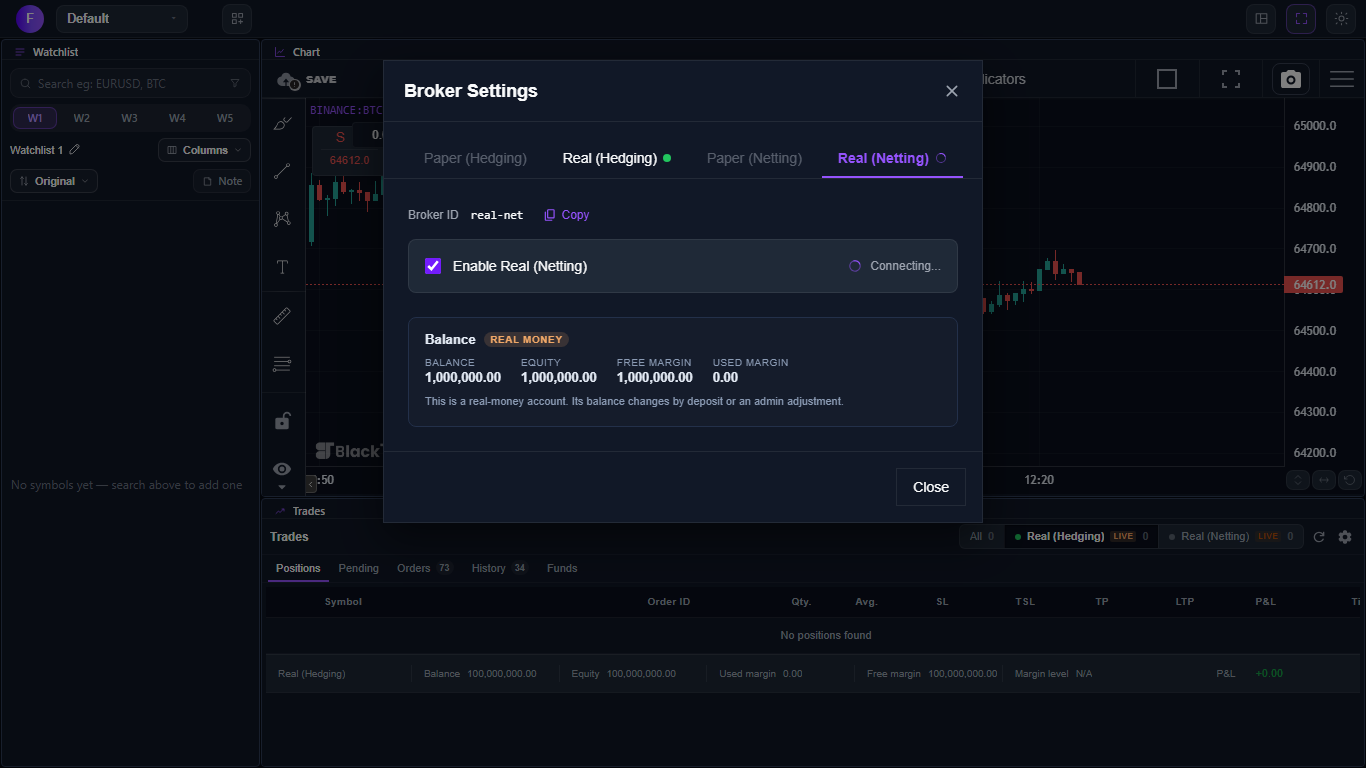 F Default
Watchlist
Chart
Search eg: EURUSD, BTC
SAVE
licators
W1 W2 W3 W4 W5
BINANCE:BTC
Watchlist 1 Columns
S 0.
64612.0
Original Note
No symbols yet — search above to add one
Broker Settings
Paper (Hedging) Real (Hedging) Paper (Netting) Real (Netting)
Broker ID real-net Copy
Enable Real (Netting) Connecting...
Balance REAL MONEY
BALANCE EQUITY FREE MARGIN USED MARGIN
1,000,000.00 1,000,000.00 1,000,000.00 0.00
This is a real-money account. Its balance changes by deposit or an admin adjustment.
Close
65000.0
64900.0
64800.0
64700.0
64612.0
64500.0
64400.0
64300.0
64200.0
Black
:50 12:20
Trades
Trades
All 0 Real (Hedging) LIVE 0 Real (Netting) LIVE 0
Positions Pending Orders 73 History 34 Funds
Symbol Order ID Qty. Avg. SL TSL TP LTP P&L Ti
No positions found
Real (Hedging) Balance 100,000,000.00 Equity 100,000,000.00 Used margin 0.00 Free margin 100,000,000.00 Margin level N/A P&L +0.00